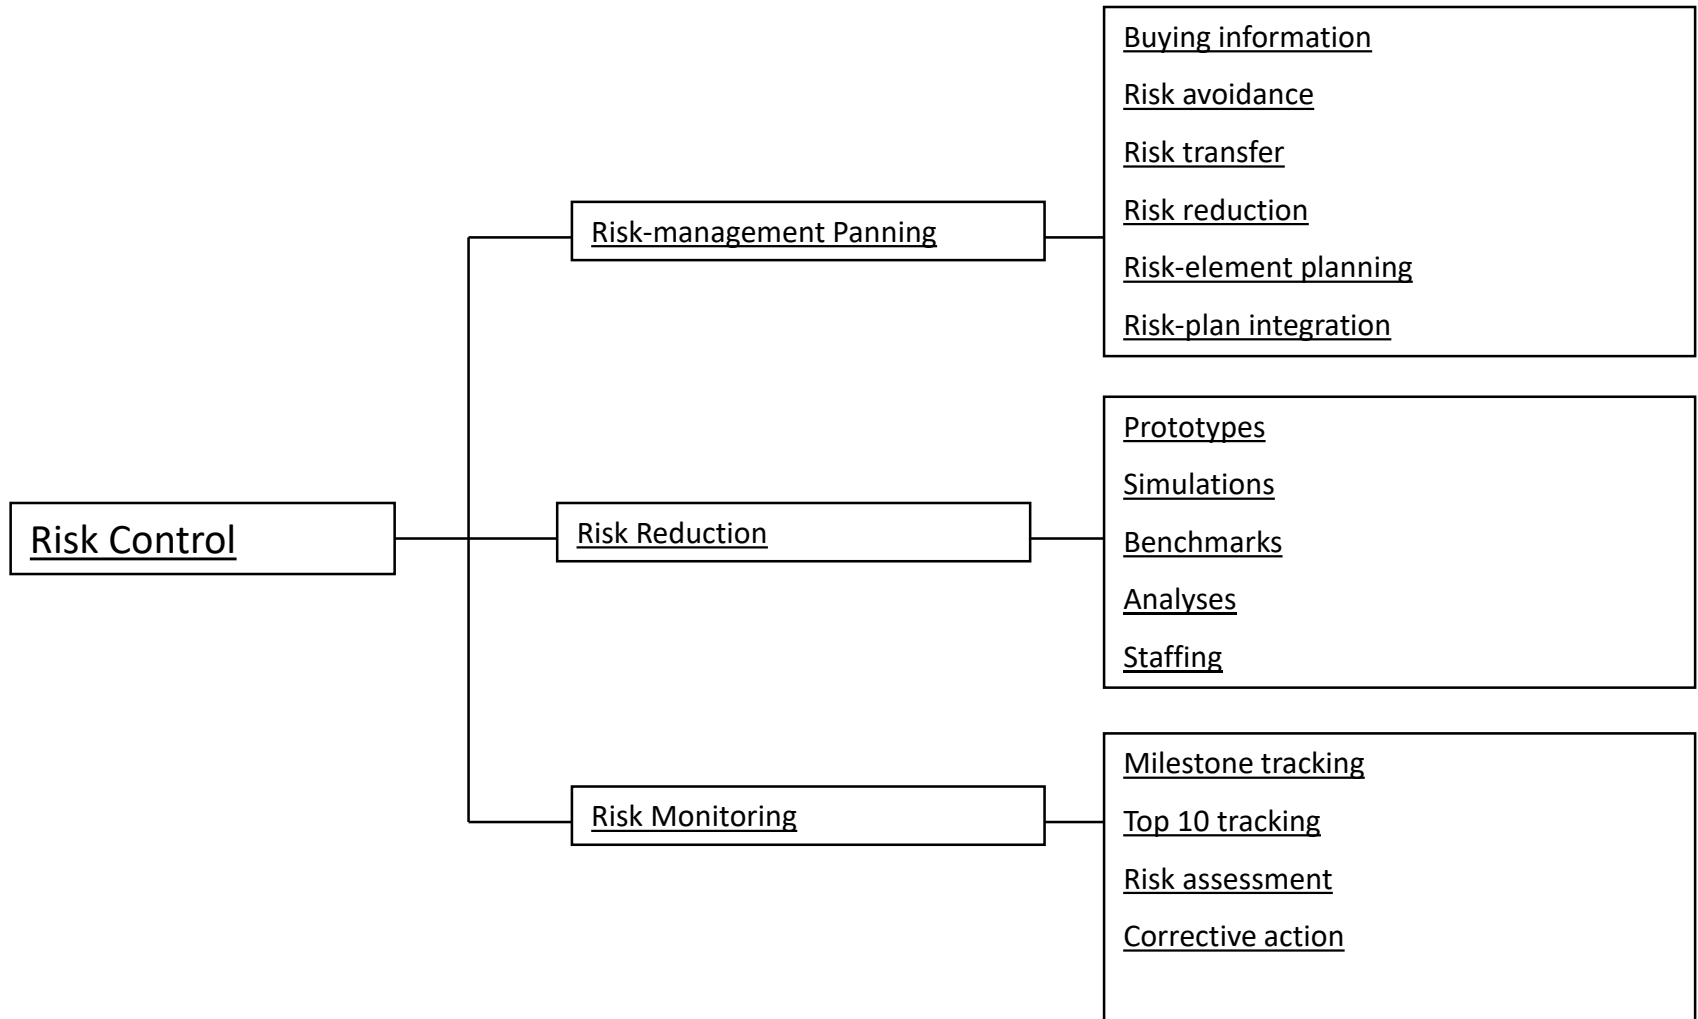 Risk Control
Risk-management Panning
Buying information
Risk avoidance
Risk transfer
Risk reduction
Risk-element planning
Risk-plan integration
Risk Reduction
Prototypes
Simulations
Benchmarks
Analyses
Staffing
Risk Monitoring
Milestone tracking
Top 10 tracking
Risk assessment
Corrective action